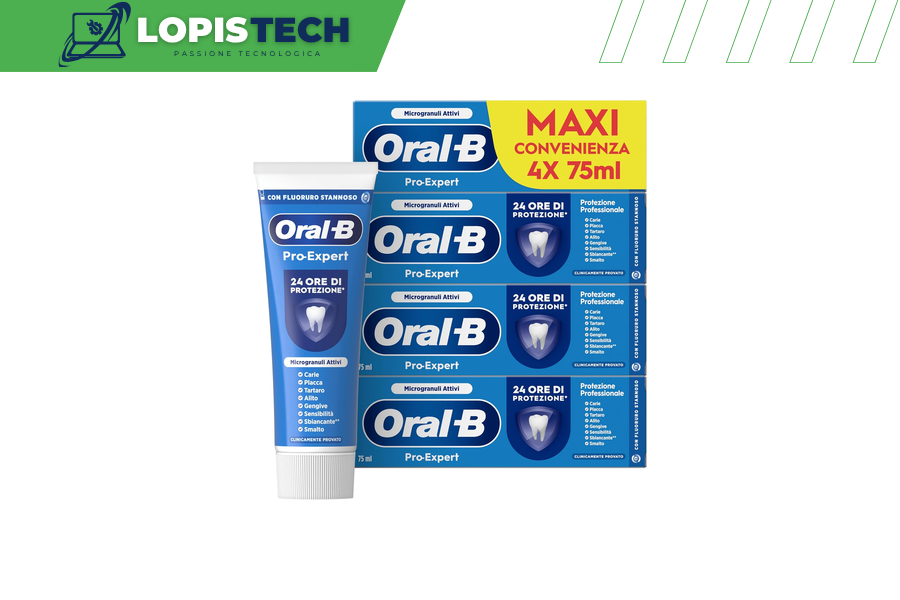 LOPISTECH
PASSIONE TECNOLOGICA
Microgranuli Attivi
Oral-B
Pro-Expert
MAXI
CONVENIENZA
4X 75ml
Microgranuli Attivi
Oral-B
Pro-Expert
ml
24 ORE DI
PROTEZIONE*
Protezione
Professionale
Carie
Placca
Tartaro
Alito
Gengive
Sensibilità
Sbiancante**
Smalto
CLINICAMENTE PROVATO
CON FLUORURO STANNOSO
Microgranuli Attivi
Oral-B
Pro-Expert
75 ml
24 ORE DI
PROTEZIONE*
Protezione
Professionale
Carie
Placca
Tartaro
Alito
Gengive
Sensibilità
Sbiancante**
Smalto
CLINICAMENTE PROVATO
CON FLUORURO STANNOSO
Microgranuli Attivi
Oral-B
Pro-Expert
75 ml
24 ORE DI
PROTEZIONE*
Protezione
Professionale
Carie
Placca
Tartaro
Alito
Gengive
Sensibilità
Sbiancante**
Smalto
CLINICAMENTE PROVATO
CON FLUORURO STANNOSO
CON FLUORURO STANNOSO
Oral-B
Pro-Expert
24 ORE DI
PROTEZIONE*
Microgranuli Attivi
Carie
Placca
Tartaro
Alito
Gengive
Sensibilità
Sbiancante**
Smalto
CLINICAMENTE PROVATO